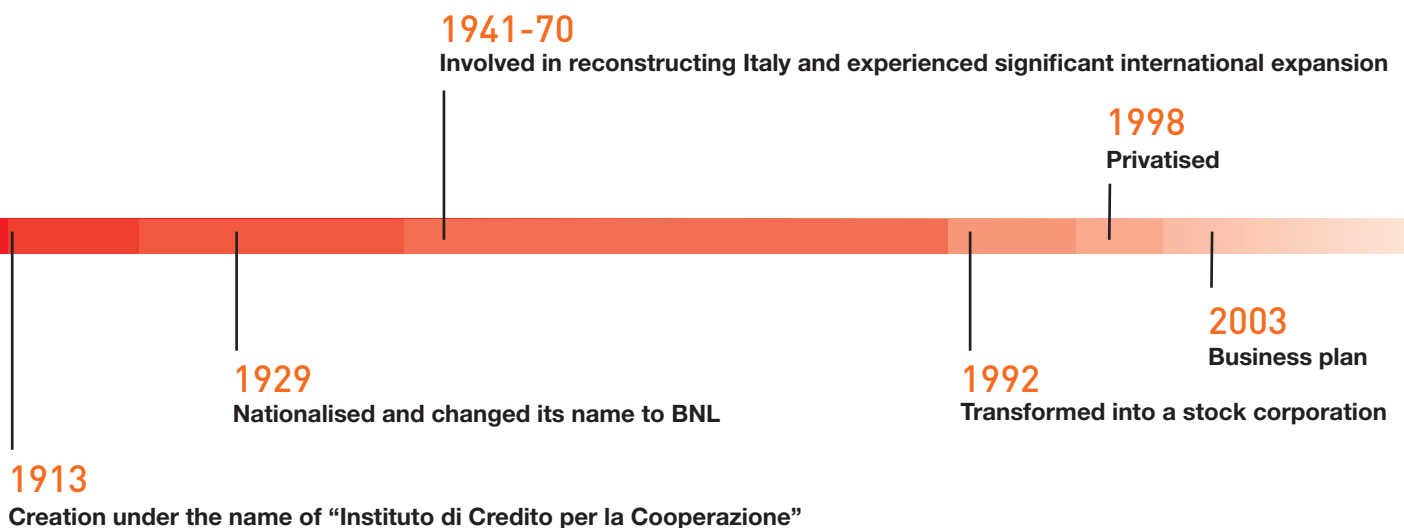 1941-70
Involved in reconstructing Italy and experienced significant international expansion
1998
Privatised
2003
Business plan
1929
Nationalised and changed its name to BNL
1992
Transformed into a stock corporation
1913
Creation under the name of “Instituto di Credito per la Cooperazione”